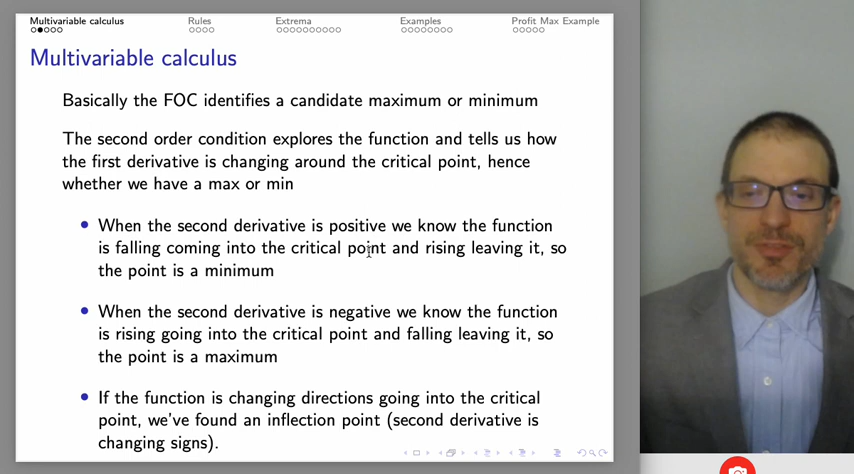 Multivariable calculus Rules Extrema Examples Profit Max Example
Multivariable calculus
Basically the FOC identifies a candidate maximum or minimum
The second order condition explores the function and tells us how
the first derivative is changing around the critical point, hence
whether we have a max or min
• When the second derivative is positive we know the function
is falling coming into the critical point and rising leaving it, so
the point is a minimum
• When the second derivative is negative we know the function
is rising going into the critical point and falling leaving it, so
the point is a maximum
• If the function is changing directions going into the critical
point, we've found an inflection point (second derivative is
changing signs).